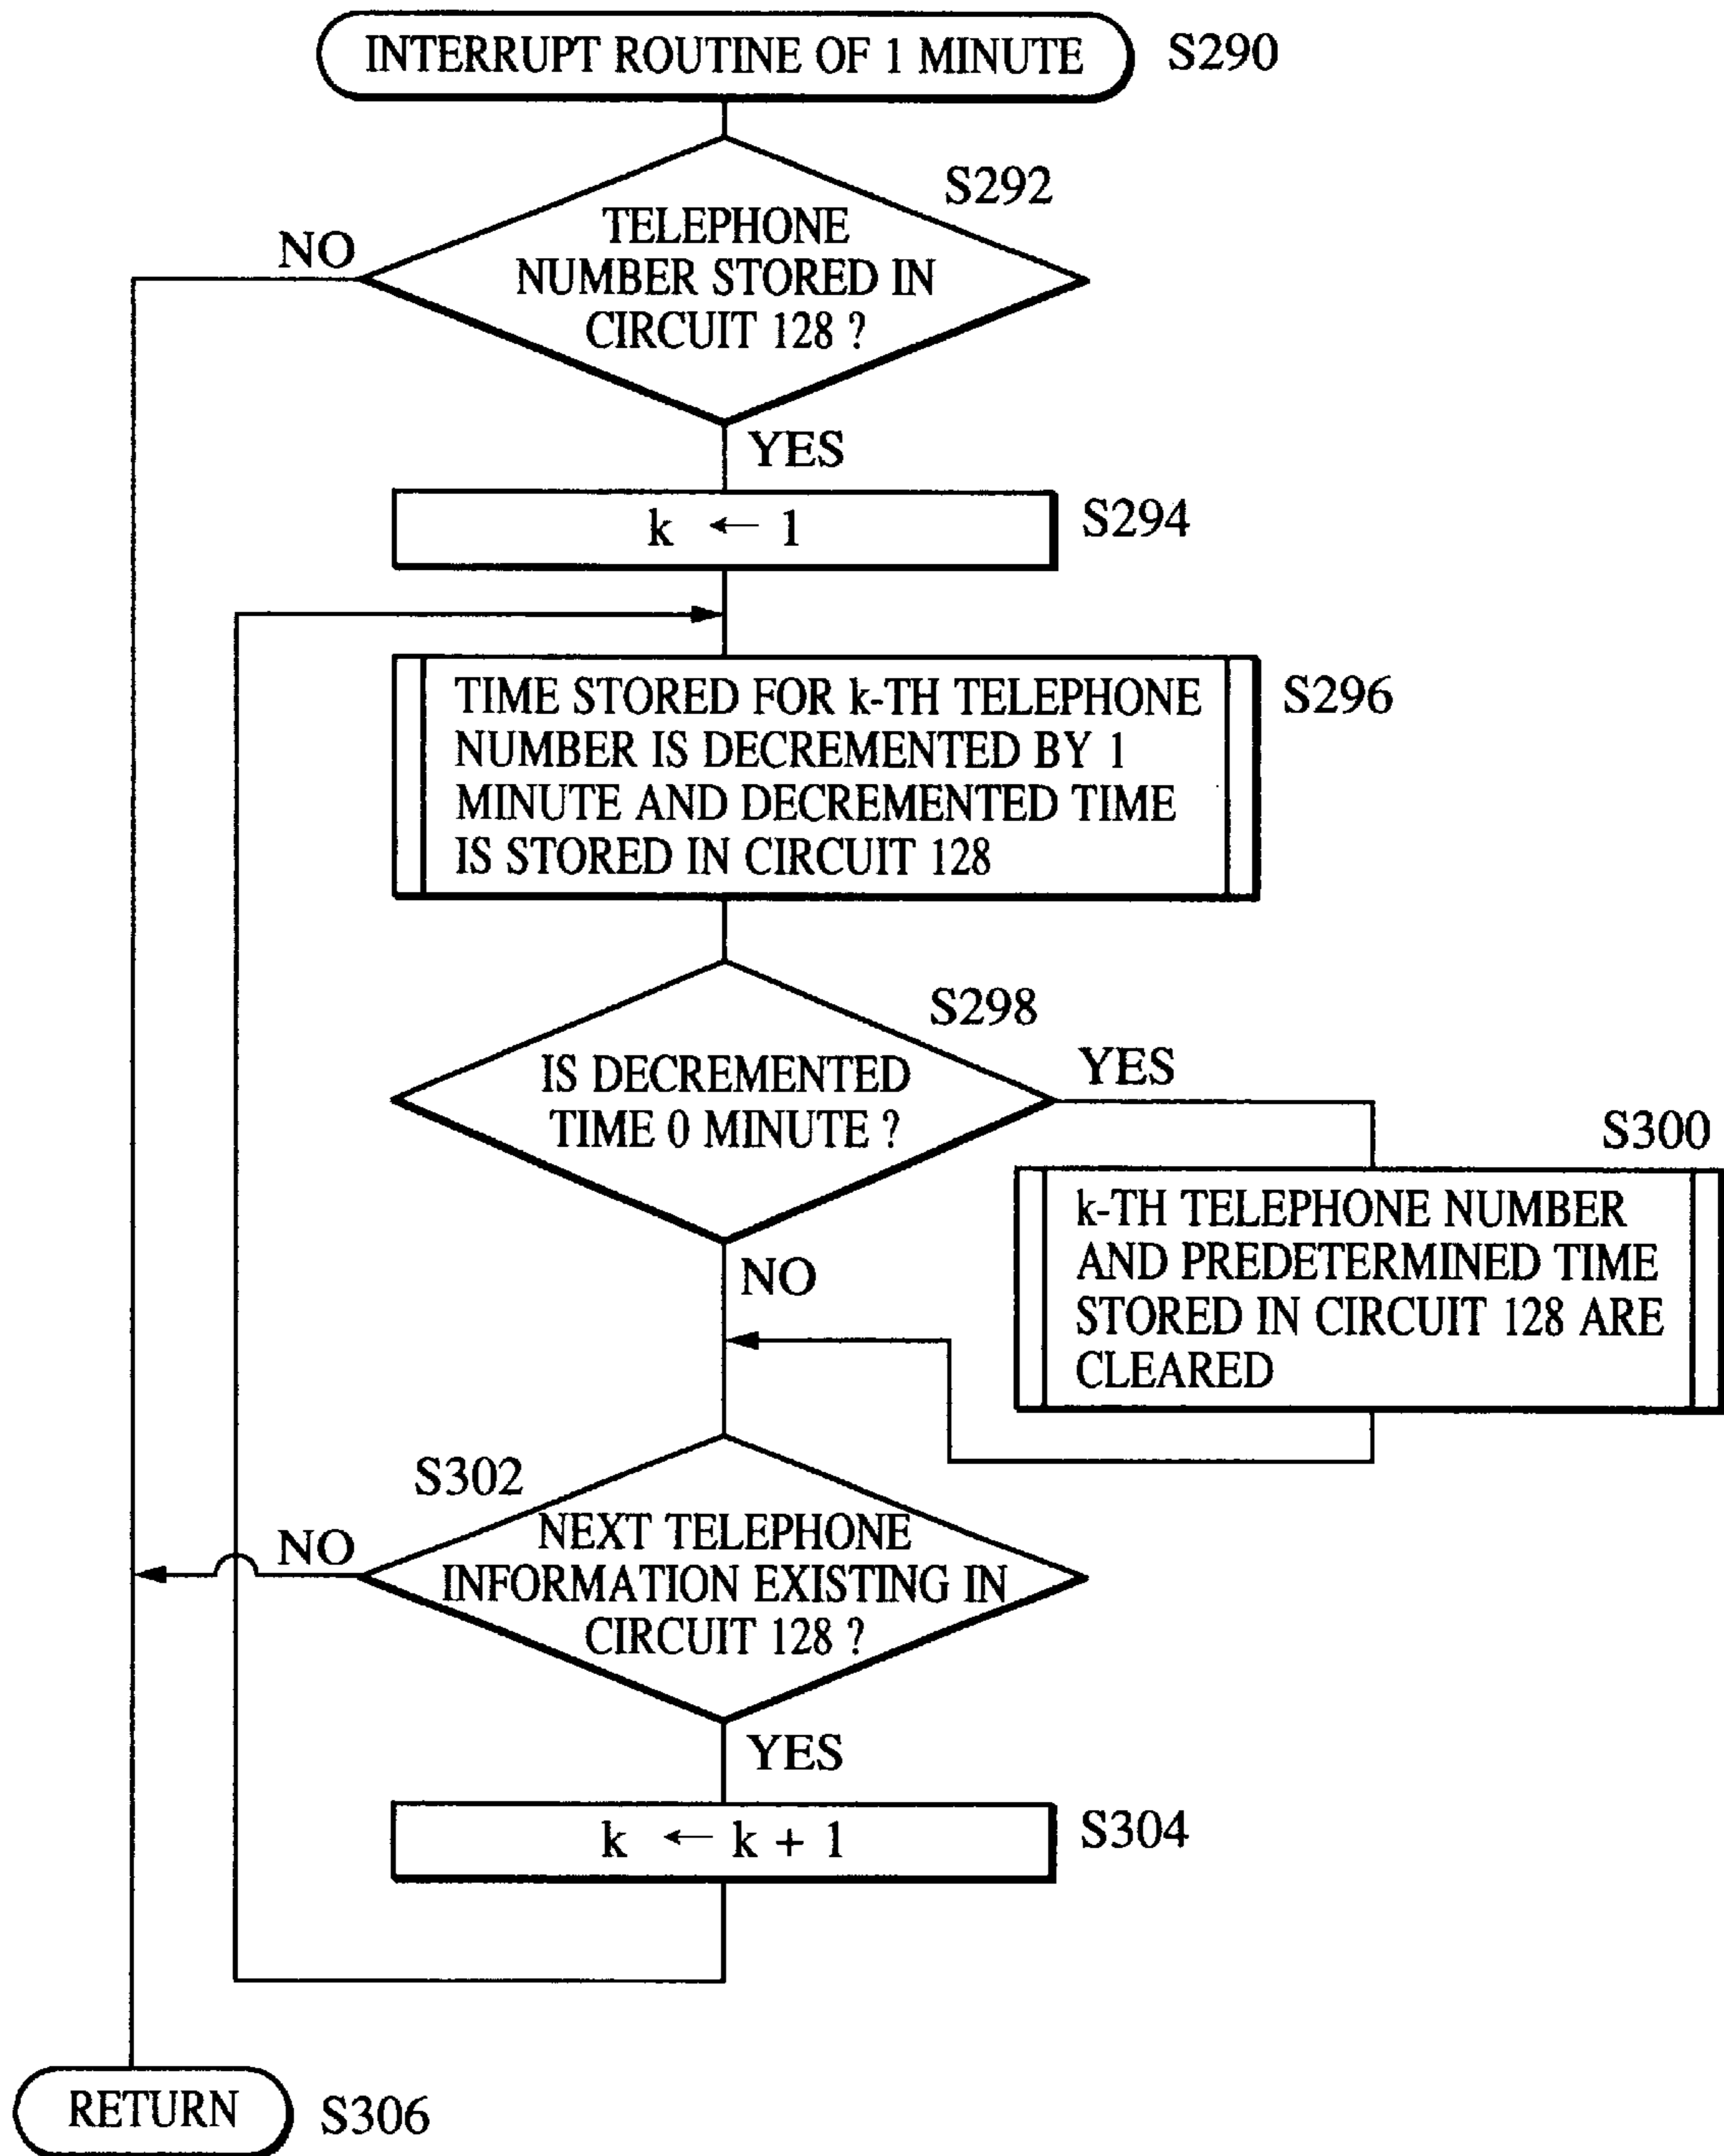 INTERRUPT ROUTINE OF 1 MINUTE
S290
S292
TELEPHONE
NUMBER STORED IN
CIRCUIT 128 ?
NO
YES
k ← 1
S294
TIME STORED FOR k-TH TELEPHONE
NUMBER IS DECREMENTED BY 1
MINUTE AND DECREMENTED TIME
IS STORED IN CIRCUIT 128
S296
S298
IS DECREMENTED
TIME 0 MINUTE ?
YES
S300
k-TH TELEPHONE NUMBER
AND PREDETERMINED TIME
STORED IN CIRCUIT 128 ARE
CLEARED
NO
S302
NEXT TELEPHONE
INFORMATION EXISTING IN
CIRCUIT 128 ?
NO
YES
k ← k + 1
S304
RETURN
S306